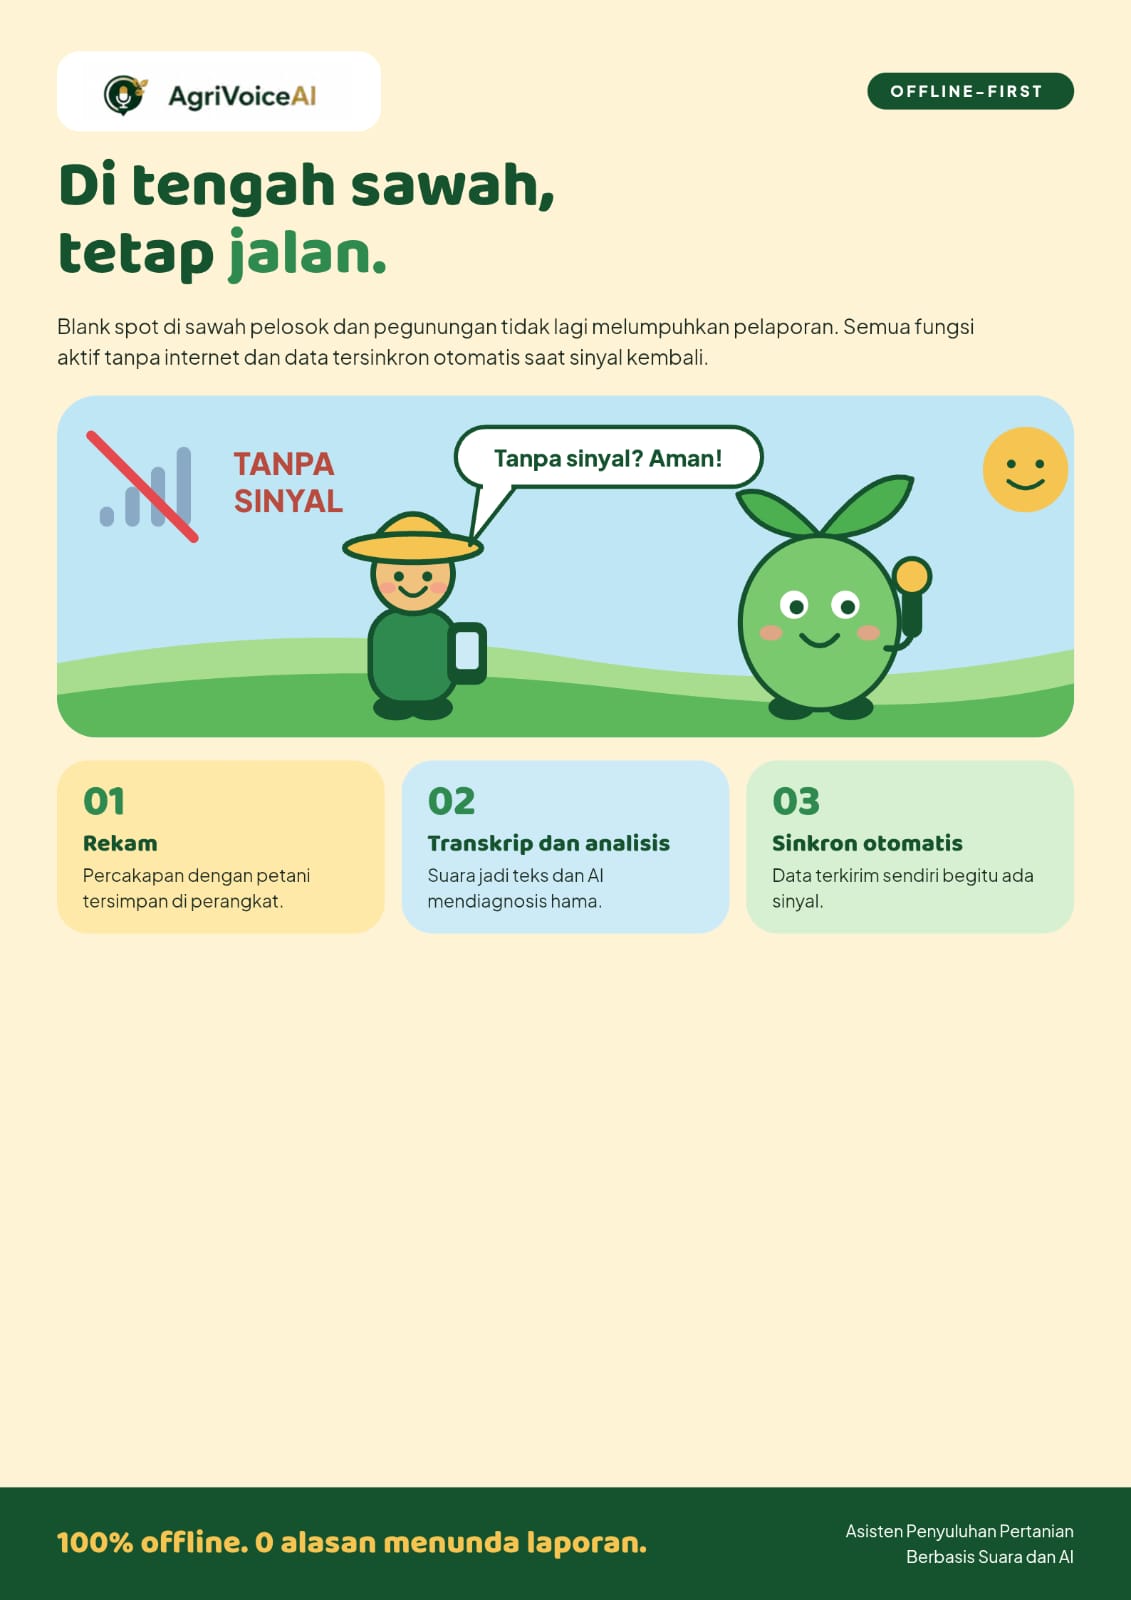 AgriVoiceAI
OFFLINE-FIRST
Di tengah sawah,
tetap jalan.
Blank spot di sawah pelosok dan pegunungan tidak lagi melumpuhkan pelaporan. Semua fungsi
aktif tanpa internet dan data tersinkron otomatis saat sinyal kembali.
TANPA
SINYAL
Tanpa sinyal? Aman!
01
Rekam
Percakapan dengan petani
tersimpan di perangkat.
02
Transkrip dan analisis
Suara jadi teks dan AI
mendiagnosis hama.
03
Sinkron otomatis
Data terkirim sendiri begitu ada
sinyal.
100% offline. 0 alasan menunda laporan.
Asisten Penyuluhan Pertanian
Berbasis Suara dan AI